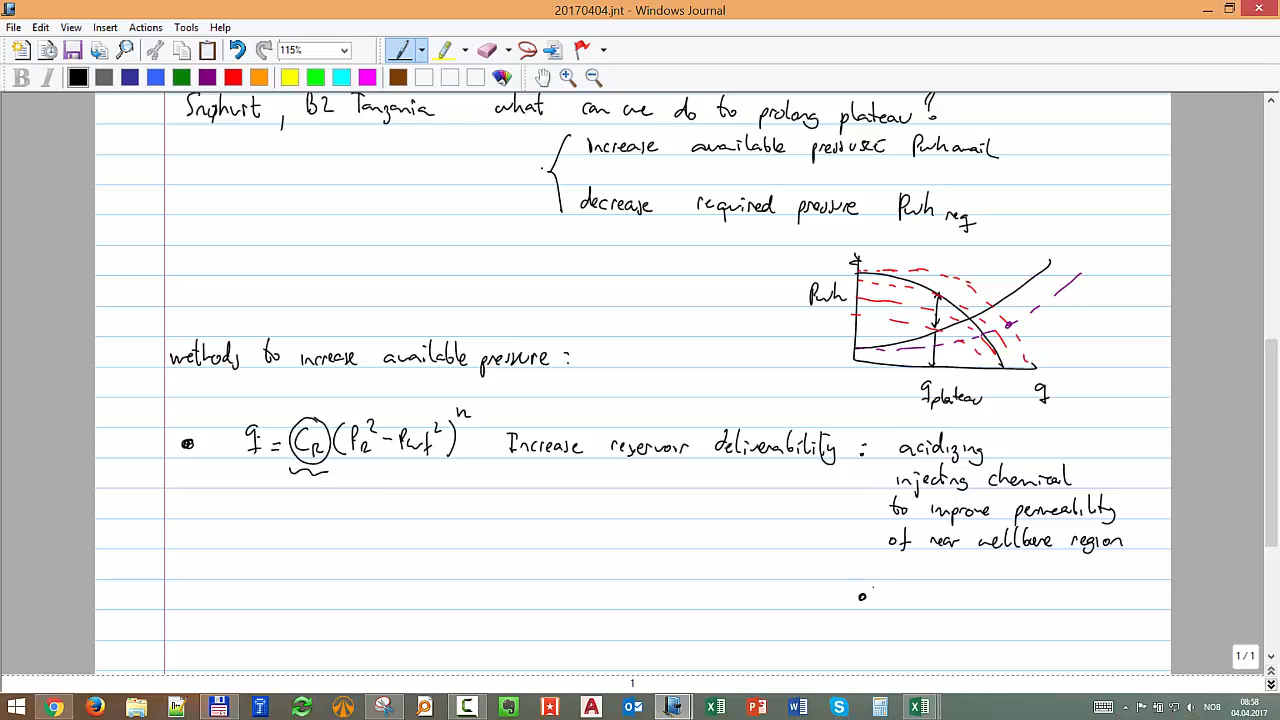 20170404.jnt - Windows Journal
File Edit View Insert Actions Tools Help
115%
B I
Snøhvit, B2 Tanzania what can we do to prolong plateau?
Increase available pressure Pwh avail
decrease required pressure Pwh req
Pwh
qplateau q
methods to increase available pressure :
• q = CR (PR² - Pwf²)ⁿ Increase reservoir deliverability : acidizing
injecting chemical
to improve permeability
of near wellbore region
1
1 / 1
NOB
08:58
04.04.2017